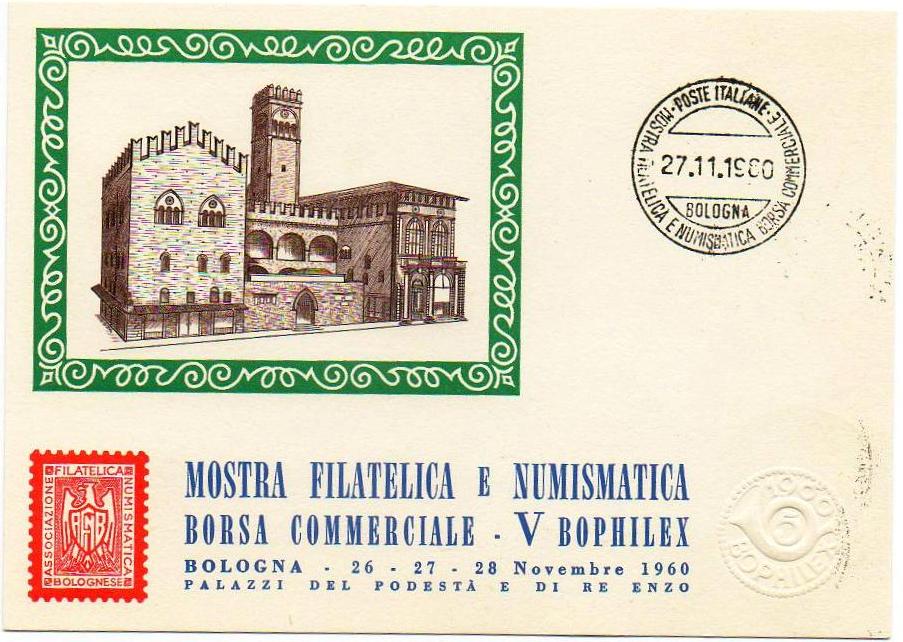 POSTE ITALIANE
MOSTRA FILATELICA E NUMISMATICA BORSA COMMERCIALE
27.11.1960
BOLOGNA
MOSTRA FILATELICA E NUMISMATICA
BORSA COMMERCIALE - V BOPHILEX
BOLOGNA - 26 - 27 - 28 Novembre 1960
PALAZZI DEL PODESTÀ E DI RE ENZO
ASSOCIAZIONE
FILATELICA
NUMISMATICA
BOLOGNESE
1960
5
BOPHILEX